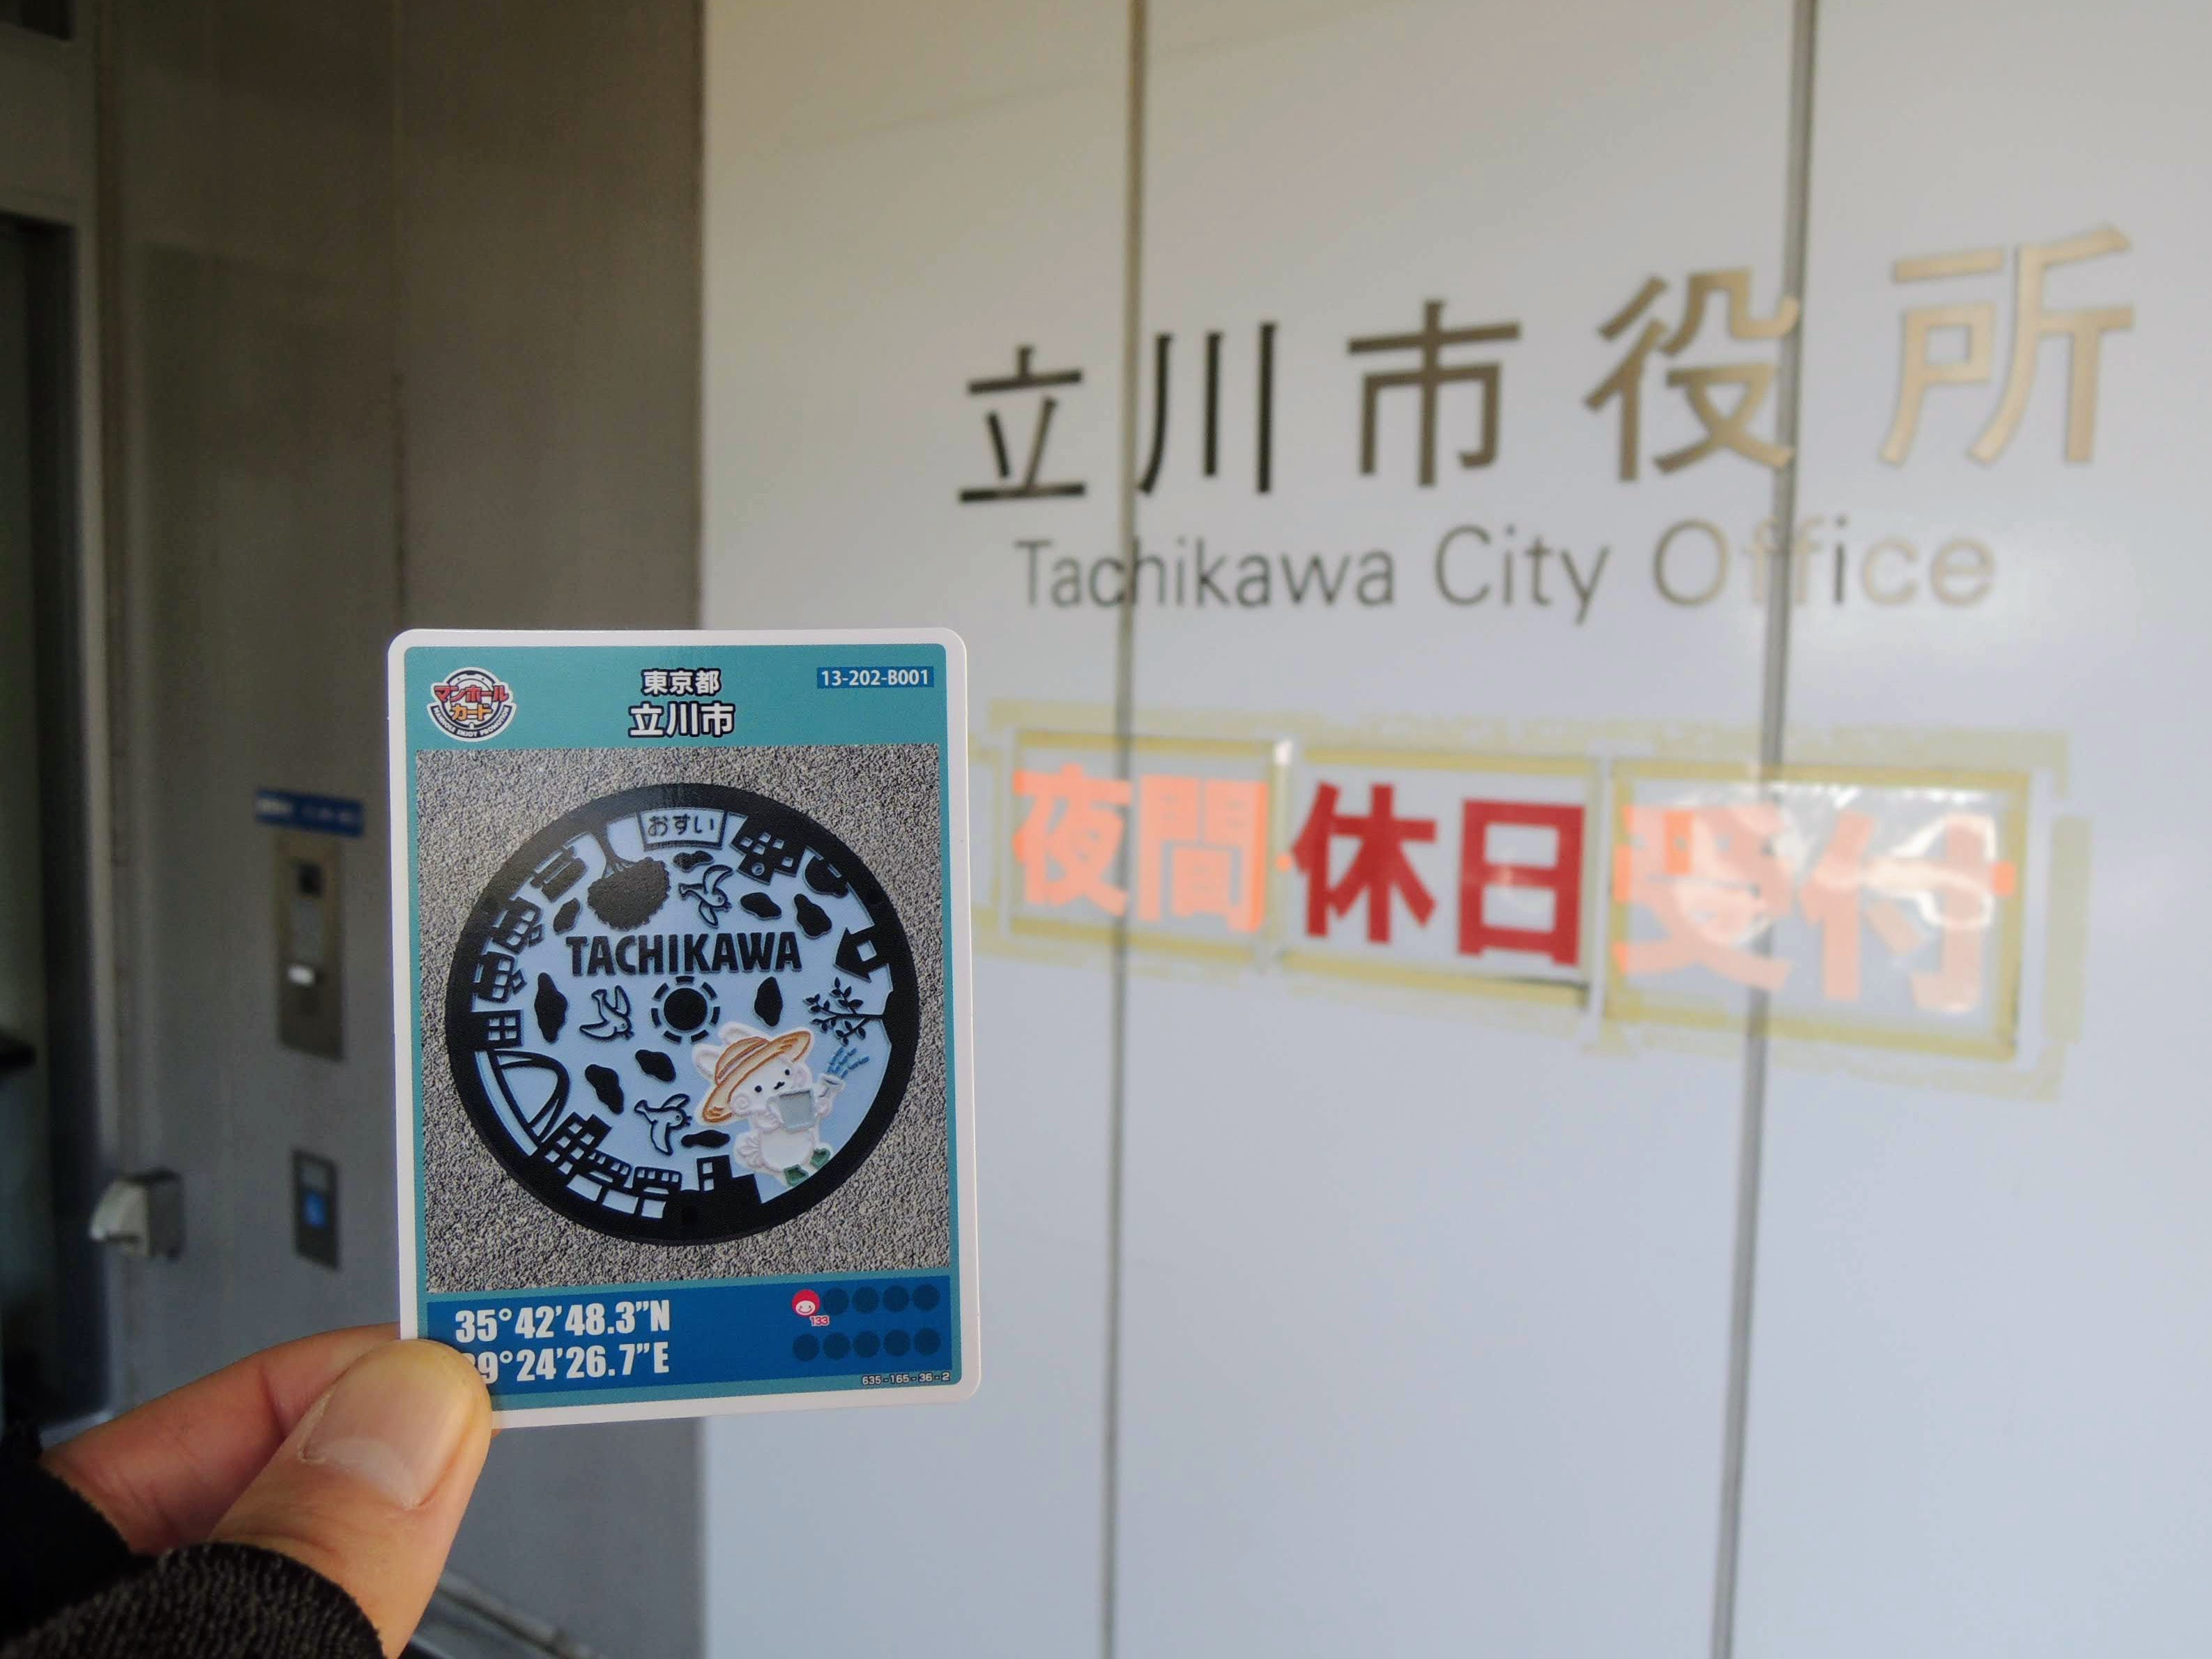 立川市役所
Tachikawa City Office
夜間・休日受付
マンホール
カード
東京都
立川市
13-202-B001
おすい
TACHIKAWA
35°42'48.3"N
9°24'26.7"E
133
635-165-36-2